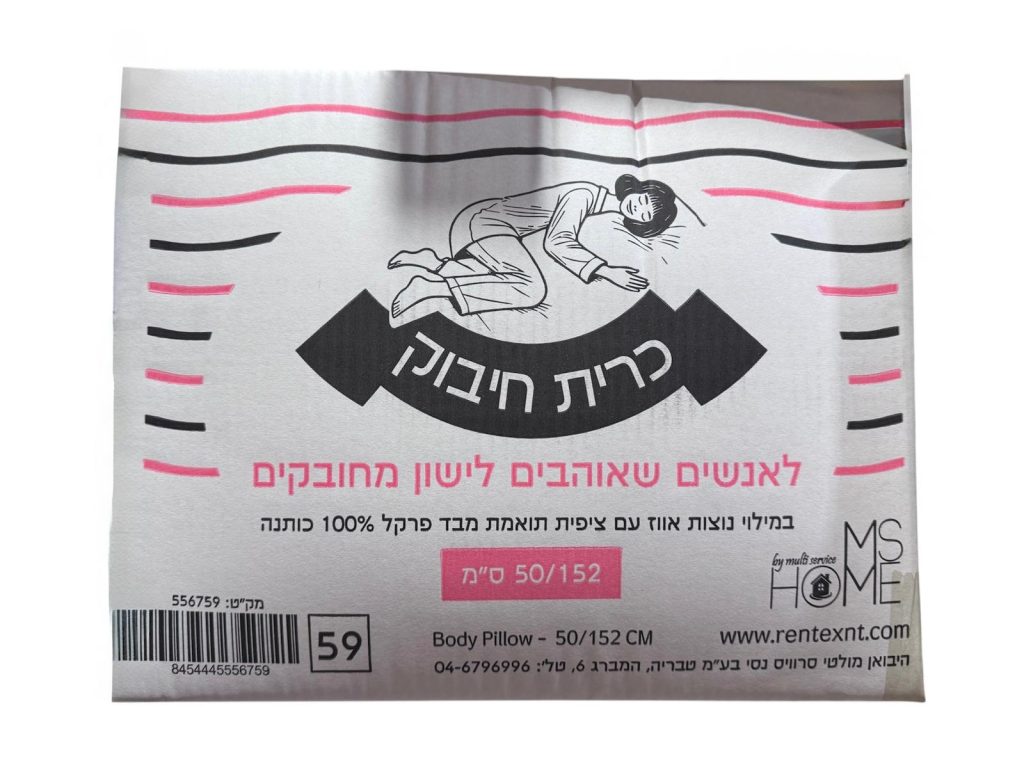 כרית חיבוק
לאנשים שאוהבים לישון מחובקים
במילוי נוצות אווז עם ציפית תואמת מבד פרקל 100% כותנה
50/152 ס"מ
MS
by multi service
HOME
מק"ט: 556759
8454445556759
59
Body Pillow - 50/152 CM
www.rentexnt.com
היבואן מולטי סרוויס נסי בע"מ טבריה, המברג 6, טל': 04-6796996